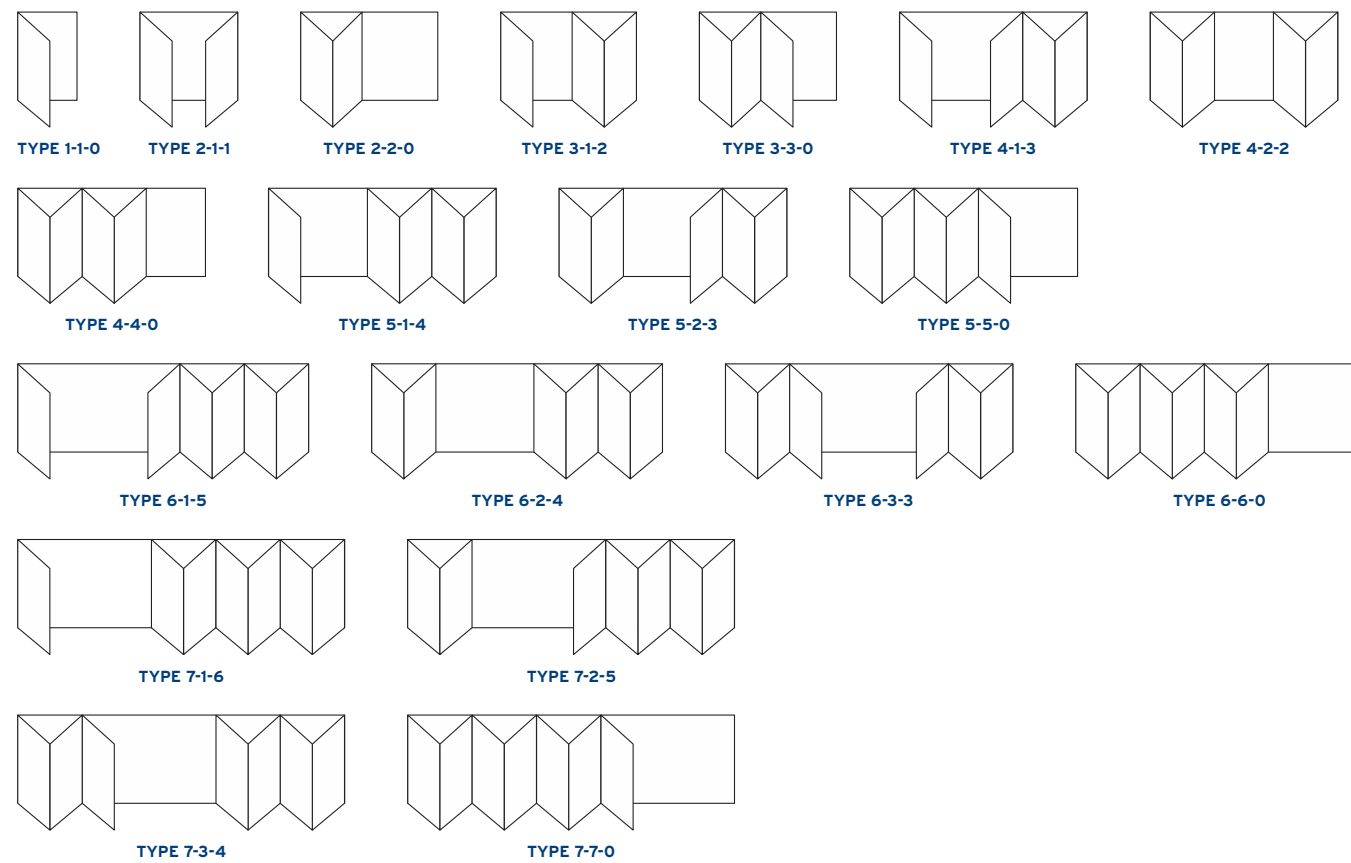 TYPE 1-1-0
TYPE 2-1-1
TYPE 2-2-0
TYPE 3-1-2
TYPE 3-3-0
TYPE 4-1-3
TYPE 4-2-2
TYPE 4-4-0
TYPE 5-1-4
TYPE 5-2-3
TYPE 5-5-0
TYPE 6-1-5
TYPE 6-2-4
TYPE 6-3-3
TYPE 6-6-0
TYPE 7-1-6
TYPE 7-2-5
TYPE 7-3-4
TYPE 7-7-0